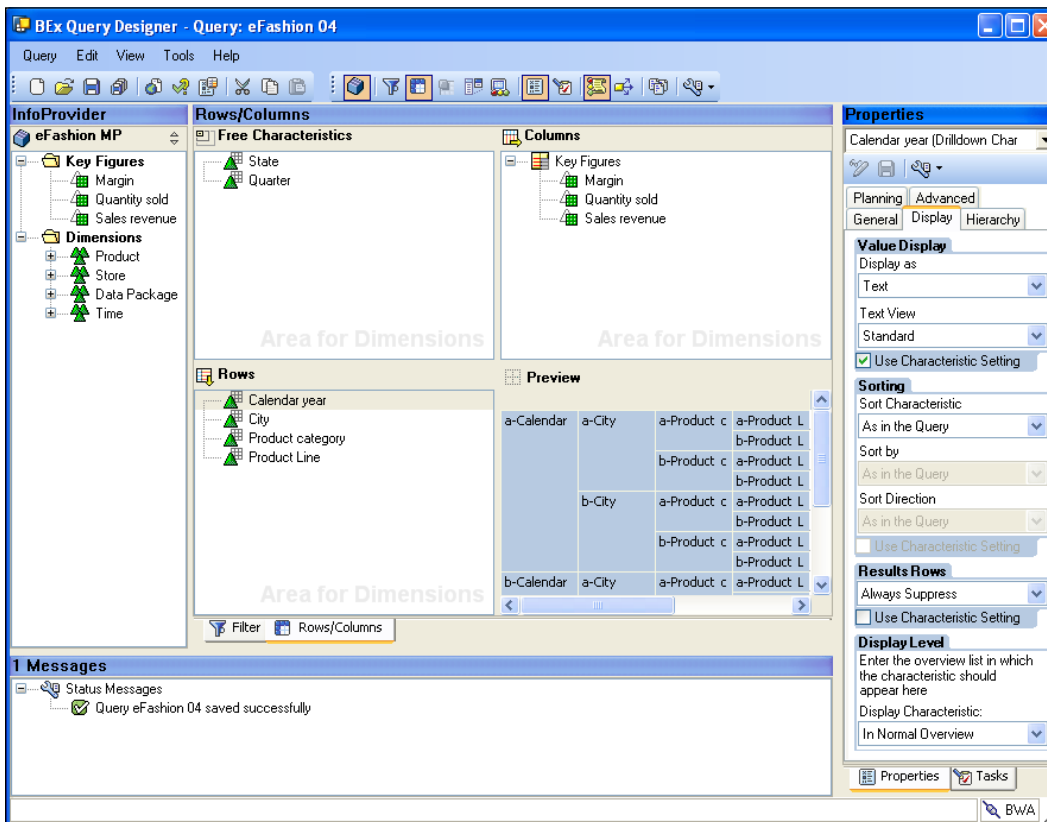 BEx Query Designer - Query: eFashion 04
Query Edit View Tools Help
InfoProvider
eFashion MP
Key Figures
Margin
Quantity sold
Sales revenue
Dimensions
Product
Store
Data Package
Time
Rows/Columns
Free Characteristics
State
Quarter
Area for Dimensions
Columns
Key Figures
Margin
Quantity sold
Sales revenue
Area for Dimensions
Rows
Calendar year
City
Product category
Product Line
Area for Dimensions
Preview
a-Calendar a-City a-Product c a-Product L
b-Product L
b-Product c a-Product L
b-Product L
b-City a-Product c a-Product L
b-Product L
b-Product c a-Product L
b-Product L
b-Calendar a-City a-Product c a-Product L
Filter Rows/Columns
Properties
Calendar year (Drilldown Char
Planning Advanced
General Display Hierarchy
Value Display
Display as
Text
Text View
Standard
Use Characteristic Setting
Sorting
Sort Characteristic
As in the Query
Sort by
As in the Query
Sort Direction
As in the Query
Use Characteristic Setting
Results Rows
Always Suppress
Use Characteristic Setting
Display Level
Enter the overview list in which
the characteristic should
appear here
Display Characteristic:
In Normal Overview
Properties Tasks
1 Messages
Status Messages
Query eFashion 04 saved successfully
BWA